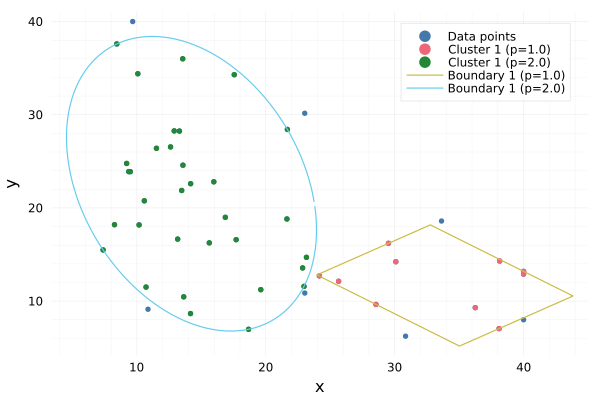 40
30
20
10
y
10
20
30
40
x
Data points
Cluster 1 (p=1.0)
Cluster 1 (p=2.0)
Boundary 1 (p=1.0)
Boundary 1 (p=2.0)